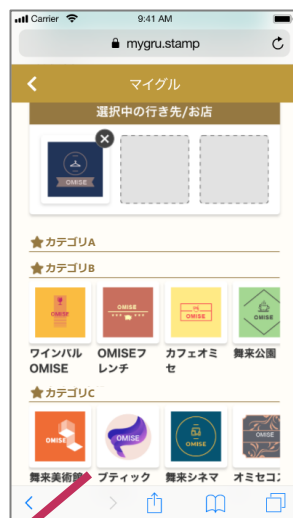 Carrier 9:41 AM
mygru.stamp
マイグル
選択中の行き先/お店
OMISE
カテゴリA
カテゴリB
OMISE OMISE OMISE OMISE
ワインバル OMISEフ カフェオミ 舞来公園
OMISE レンチ セ
カテゴリC
OMISE OMISE OMISE OMISE
舞来美術館 ブティック 舞来シネマ オミセコ